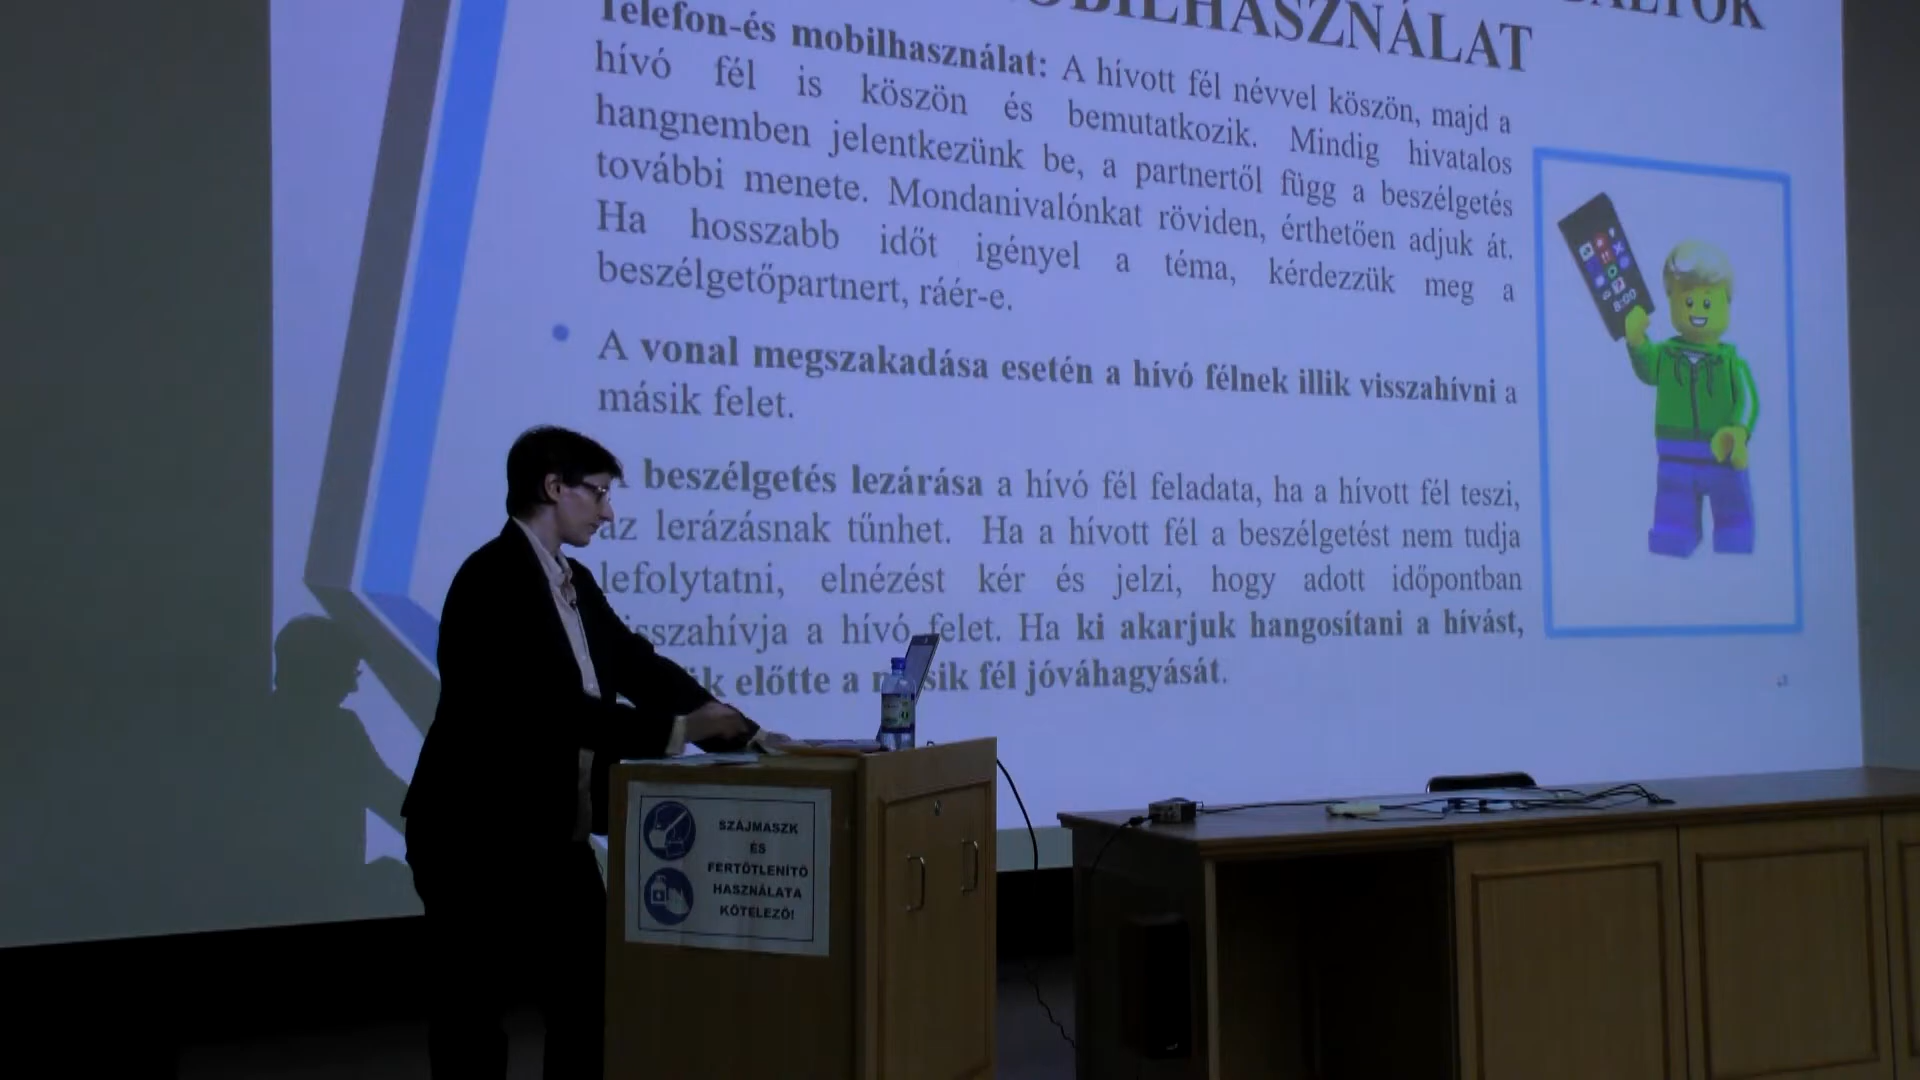 MOBILHASZNÁLAT
Telefon-és mobilhasználat: A hívott fél névvel köszön, majd a
hívó fél is köszön és bemutatkozik. Mindig hivatalos
hangnemben jelentkezünk be, a partnertől függ a beszélgetés
további menete. Mondanivalónkat röviden, érthetően adjuk át.
Ha hosszabb időt igényel a téma, kérdezzük meg a
beszélgetőpartnert, ráér-e.
• A vonal megszakadása esetén a hívó félnek illik visszahívni a
másik felet.
beszélgetés lezárása a hívó fél feladata, ha a hívott fél teszi,
az lerázásnak tűnhet. Ha a hívott fél a beszélgetést nem tudja
lefolytatni, elnézést kér és jelzi, hogy adott időpontban
a hívó felet. Ha ki akarjuk hangosítani a hívást,
előtte a fél jóváhagyását.
8:00
SZÁJMASZK
ÉS
FERTŐTLENÍTŐ
HASZNÁLATA
KÖTELEZŐ!